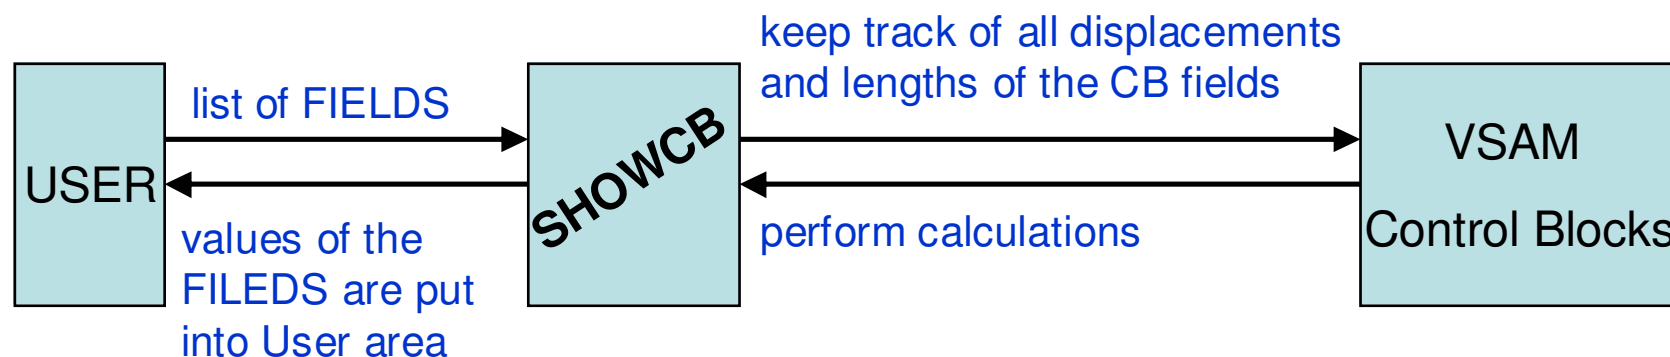 USER
list of FIELDS
values of the
FILEDS are put
into User area
SHOWCB
keep track of all displacements
and lengths of the CB fields
perform calculations
VSAM
Control Blocks